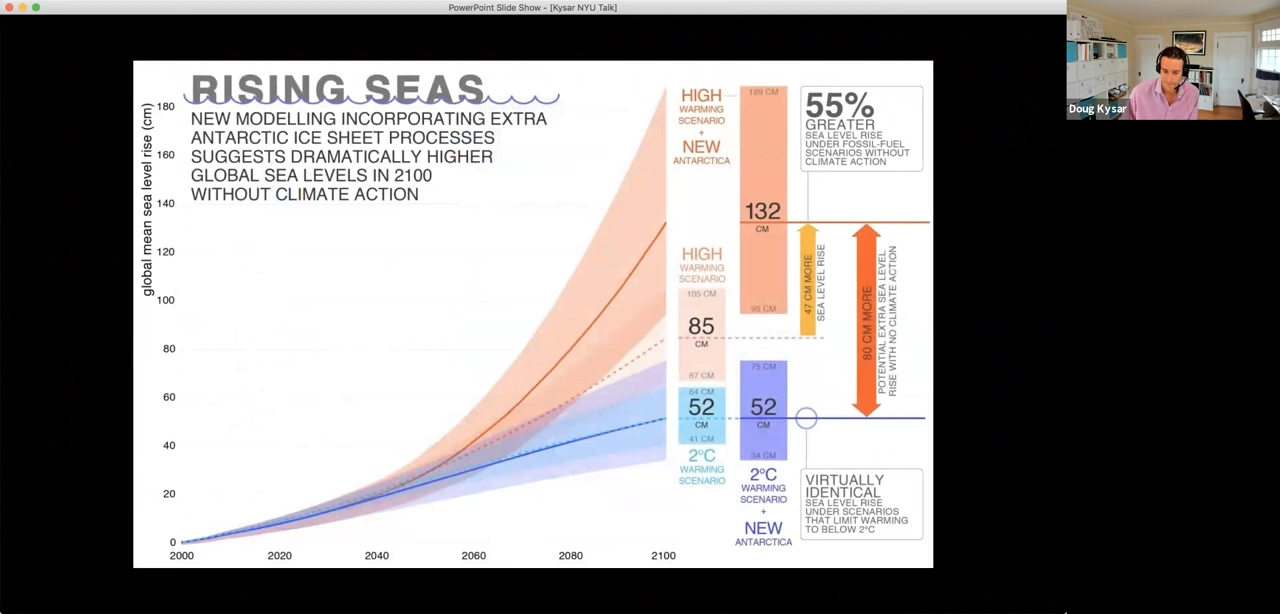 PowerPoint Slide Show - [Kysar NYU Talk]
Doug Kysar
RISING SEAS
NEW MODELLING INCORPORATING EXTRA
ANTARCTIC ICE SHEET PROCESSES
SUGGESTS DRAMATICALLY HIGHER
GLOBAL SEA LEVELS IN 2100
WITHOUT CLIMATE ACTION
global mean sea level rise (cm)
180
160
140
120
100
80
60
40
20
0
2000
2020
2040
2060
2080
2100
HIGH
WARMING
SCENARIO
+
NEW
ANTARCTICA
189 CM
132
CM
95 CM
HIGH
WARMING
SCENARIO
105 CM
85
CM
67 CM
64 CM
52
CM
41 CM
2°C
WARMING
SCENARIO
75 CM
52
CM
34 CM
2°C
WARMING
SCENARIO
+
NEW
ANTARCTICA
55%
GREATER
SEA LEVEL RISE
UNDER FOSSIL-FUEL
SCENARIOS WITHOUT
CLIMATE ACTION
47 CM MORE
SEA LEVEL RISE
80 CM MORE
POTENTIAL EXTRA SEA LEVEL
RISE WITH NO CLIMATE ACTION
VIRTUALLY
IDENTICAL
SEA LEVEL RISE
UNDER SCENARIOS
THAT LIMIT WARMING
TO BELOW 2°C